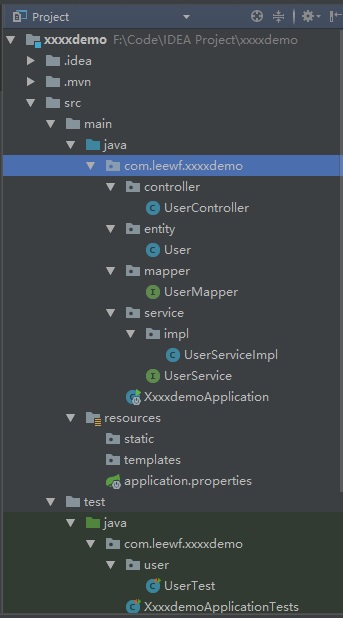 Project
xxxxdemo F:\Code\IDEA Project\xxxxdemo
.idea
.mvn
src
main
java
com.leewf.xxxxdemo
controller
UserController
entity
User
mapper
UserMapper
service
impl
UserServiceImpl
UserService
XxxxdemoApplication
resources
static
templates
application.properties
test
java
com.leewf.xxxxdemo
user
UserTest
XxxxdemoApplicationTests